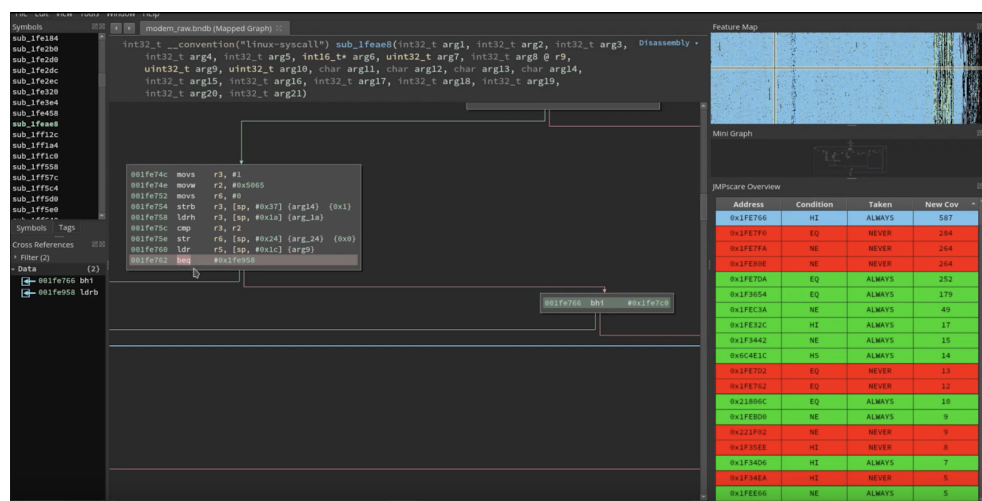 File Edit View Tools Window Help
Symbols
modem_raw.bndb (Mapped Graph)
Feature Map
sub_1fe184
sub_1fe2b0
sub_1fe2d0
sub_1fe2dc
sub_1fe2ec
sub_1fe320
sub_1fe3e4
sub_1fe458
sub_1feae8
sub_1ff12c
sub_1ff1a4
sub_1ff1c0
sub_1ff558
sub_1ff57c
sub_1ff5c4
sub_1ff5d0
sub_1ff5e0
Symbols Tags
Cross References
Filter (2)
Data {2}
001fe766 bhi
001fe958 ldrb
int32_t __convention("linux-syscall") sub_1feae8(int32_t arg1, int32_t arg2, int32_t arg3,
int32_t arg4, int32_t arg5, int16_t* arg6, uint32_t arg7, int32_t arg8 @ r9,
uint32_t arg9, uint32_t arg10, char arg11, char arg12, char arg13, char arg14,
int32_t arg15, int32_t arg16, int32_t arg17, int32_t arg18, int32_t arg19,
int32_t arg20, int32_t arg21)
Disassembly
001fe74c movs r3, #1
001fe74e movw r2, #0x5065
001fe752 movs r6, #0
001fe754 strb r3, [sp, #0x37] {arg14} {0x1}
001fe758 ldrh r3, [sp, #0x1a] {arg_1a}
001fe75c cmp r3, r2
001fe75e str r6, [sp, #0x24] {arg_24} {0x0}
001fe760 ldr r5, [sp, #0x1c] {arg9}
001fe762 beq #0x1fe958
001fe766 bhi #0x1fe7c0
Mini Graph
JMPscare Overview
Address Condition Taken New Cov
0x1FE766 HI ALWAYS 587
0x1FE7F0 EQ NEVER 284
0x1FE7FA NE NEVER 264
0x1FE80E NE NEVER 264
0x1FE7DA EQ ALWAYS 252
0x1F3654 EQ ALWAYS 179
0x1FEC3A NE ALWAYS 49
0x1FE32C HI ALWAYS 17
0x1F3442 NE ALWAYS 15
0x6C4E1C HS ALWAYS 14
0x1FE7D2 EQ NEVER 13
0x1FE762 EQ NEVER 12
0x21806C EQ ALWAYS 10
0x1FEBD0 NE ALWAYS 9
0x221F02 NE NEVER 9
0x1F35EE HI NEVER 8
0x1F34D6 HI ALWAYS 7
0x1F34EA HI NEVER 5
0x1FEE66 NE ALWAYS 5